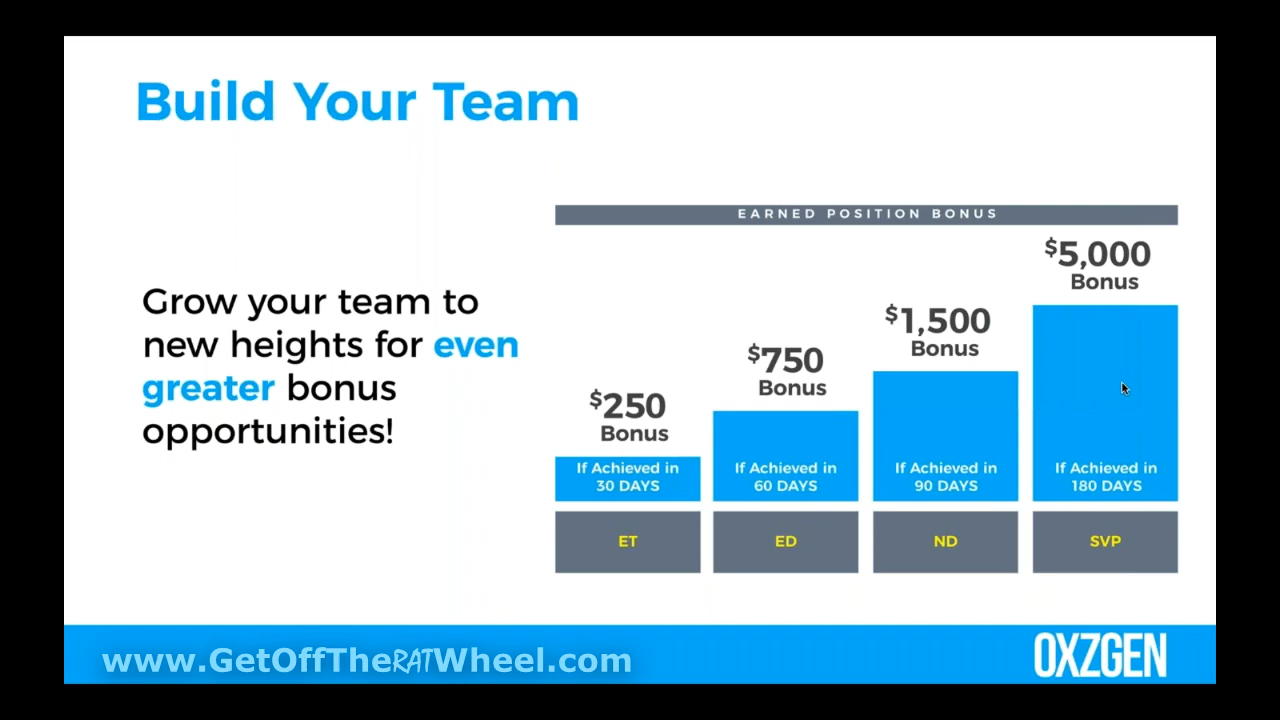 Build Your Team
EARNED POSITION BONUS
Grow your team to
new heights for even
greater bonus
opportunities!
$250
Bonus
If Achieved in
30 DAYS
ET
$750
Bonus
If Achieved in
60 DAYS
ED
$1,500
Bonus
If Achieved in
90 DAYS
ND
$5,000
Bonus
If Achieved in
180 DAYS
SVP
www.GetOffTheRATWheel.com
OXZGEN